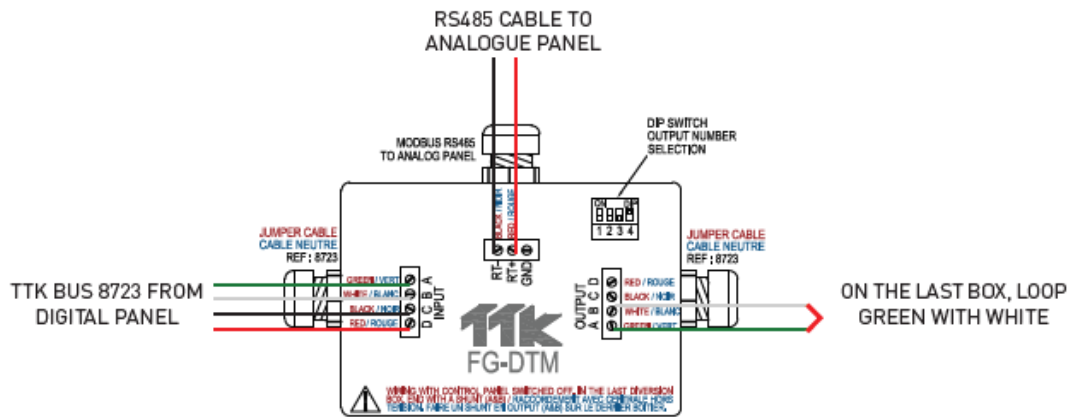 RS485 CABLE TO
ANALOGUE PANEL
MODBUS RS485
TO ANALOG PANEL
DIP SWITCH
OUTPUT NUMBER
SELECTION
BLACK / NOIR
RED / ROUGE
ON DIP
1 2 3 4
RT-
RT+
GND
JUMPER CABLE
CABLE NEUTRE
REF : 8723
JUMPER CABLE
CABLE NEUTRE
REF : 8723
TTK BUS 8723 FROM
DIGITAL PANEL
GREEN / VERT A
WHITE / BLANC B
BLACK / NOIR C
RED / ROUGE D
INPUT
OUTPUT
D RED / ROUGE
C BLACK / NOIR
B WHITE / BLANC
A GREEN / VERT
ON THE LAST BOX, LOOP
GREEN WITH WHITE
TTK
FG-DTM
WIRING WITH CONTROL PANEL SWITCHED OFF. IN THE LAST DIVERSION
BOX, END WITH A SHUNT (A&B) / RACCORDEMENT AVEC CENTRALE HORS
TENSION. FAIRE UN SHUNT EN OUTPUT (A&B) SUR LE DERNIER BOITIER.